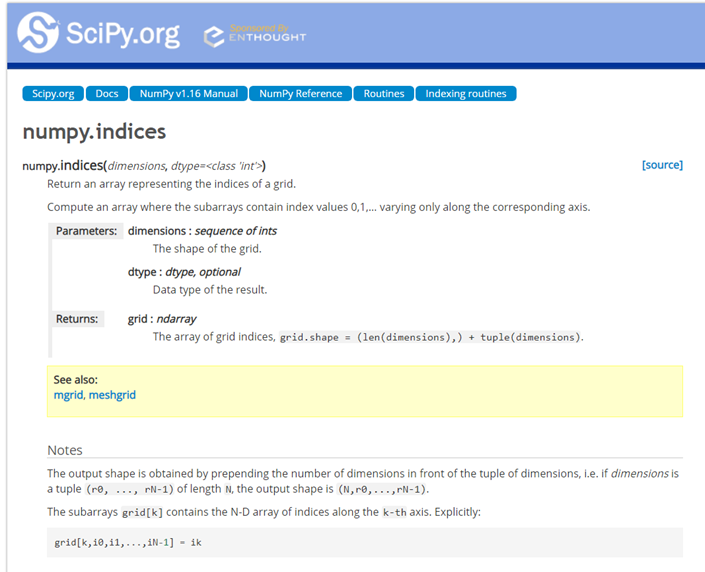 SciPy.org
Sponsored By
ENTHOUGHT
Scipy.org Docs NumPy v1.16 Manual NumPy Reference Routines Indexing routines
numpy.indices
numpy.indices(dimensions, dtype=<class 'int'>) [source]
Return an array representing the indices of a grid.
Compute an array where the subarrays contain index values 0,1,... varying only along the corresponding axis.
Parameters: dimensions : sequence of ints
The shape of the grid.
dtype : dtype, optional
Data type of the result.
Returns: grid : ndarray
The array of grid indices, grid.shape = (len(dimensions),) + tuple(dimensions).
See also:
mgrid, meshgrid
Notes
The output shape is obtained by prepending the number of dimensions in front of the tuple of dimensions, i.e. if dimensions is
a tuple (r0, ..., rN-1) of length N, the output shape is (N,r0,...,rN-1).
The subarrays grid[k] contains the N-D array of indices along the k-th axis. Explicitly:
grid[k,i0,i1,...,iN-1] = ik